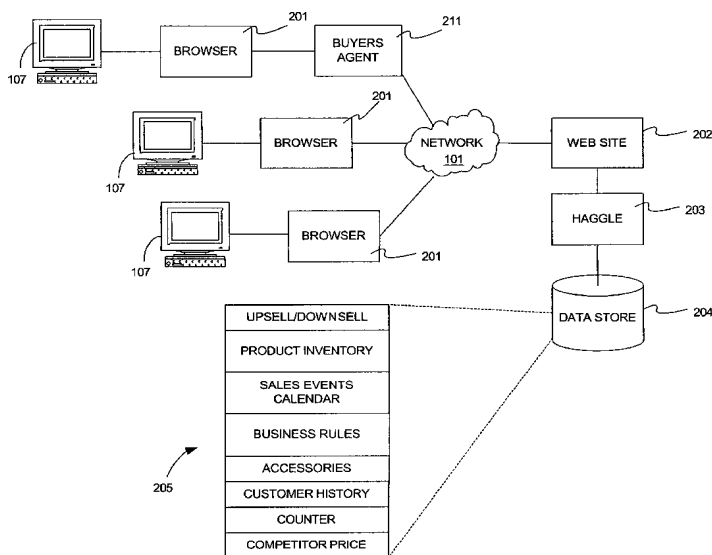 201
BROWSER
BUYERS
AGENT
211
107
201
BROWSER
NETWORK
101
WEB SITE
202
107
HAGGLE
203
BROWSER
201
107
DATA STORE
204
UPSELL/DOWNSELL
PRODUCT INVENTORY
SALES EVENTS
CALENDAR
BUSINESS RULES
ACCESSORIES
CUSTOMER HISTORY
COUNTER
COMPETITOR PRICE
205